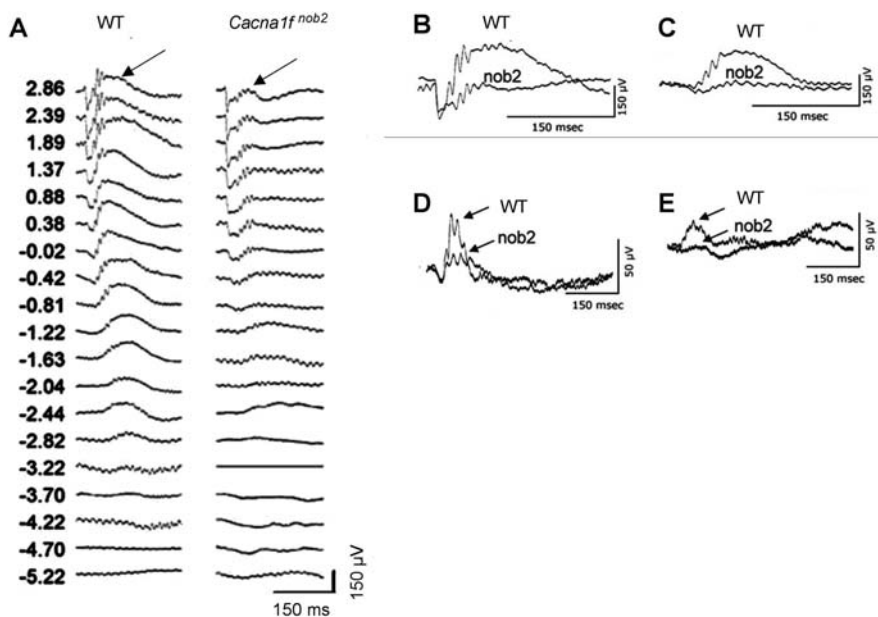 A
WT
Cacna1f nob2
2.86
2.39
1.89
1.37
0.88
0.38
-0.02
-0.42
-0.81
-1.22
-1.63
-2.04
-2.44
-2.82
-3.22
-3.70
-4.22
-4.70
-5.22
150 ms
150 µV
B
WT
nob2
150 msec
150 µV
C
WT
nob2
150 msec
150 µV
D
WT
nob2
150 msec
50 µV
E
WT
nob2
150 msec
50 µV